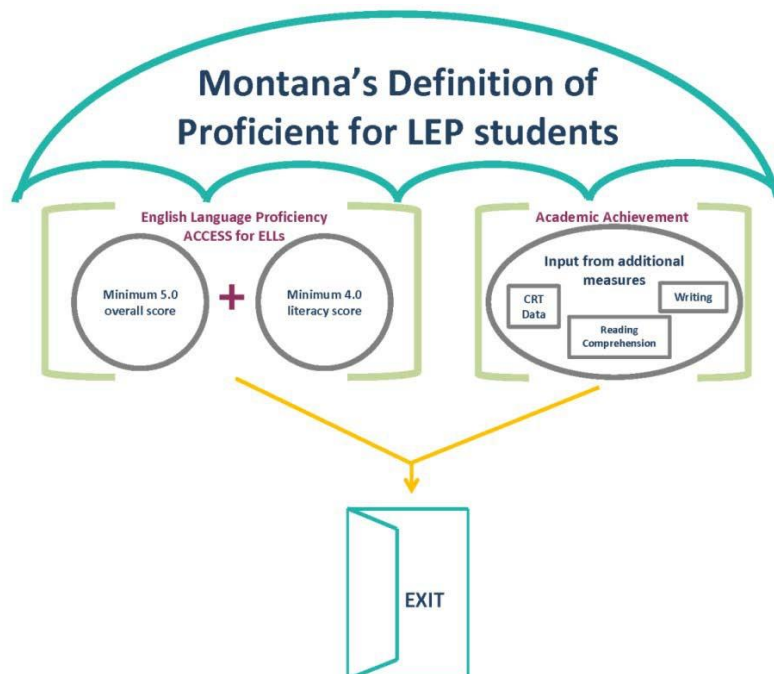 Montana's Definition of
Proficient for LEP students
English Language Proficiency
ACCESS for ELLs
Minimum 5.0
overall score
+
Minimum 4.0
literacy score
Academic Achievement
Input from additional
measures
CRT
Data
Writing
Reading
Comprehension
EXIT